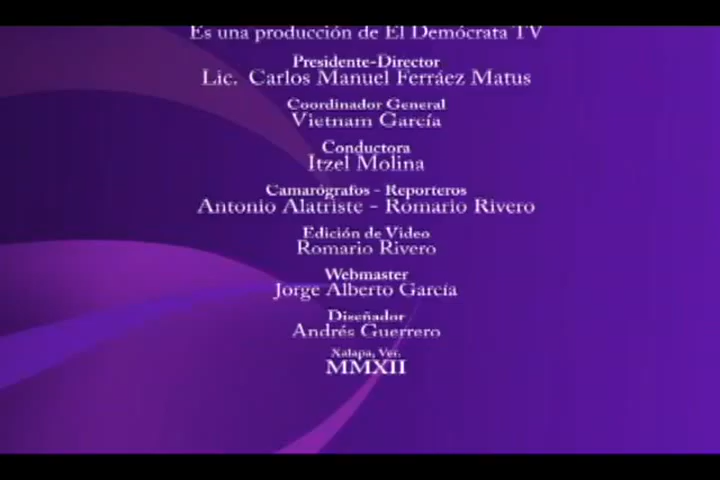 Es una producción de El Demócrata TV
Presidente-Director
Lic. Carlos Manuel Ferráez Matus
Coordinador General
Vietnam García
Conductora
Itzel Molina
Camarógrafos - Reporteros
Antonio Alatriste - Romario Rivero
Edición de Video
Romario Rivero
Webmaster
Jorge Alberto García
Diseñador
Andrés Guerrero
Xalapa, Ver.
MMXII